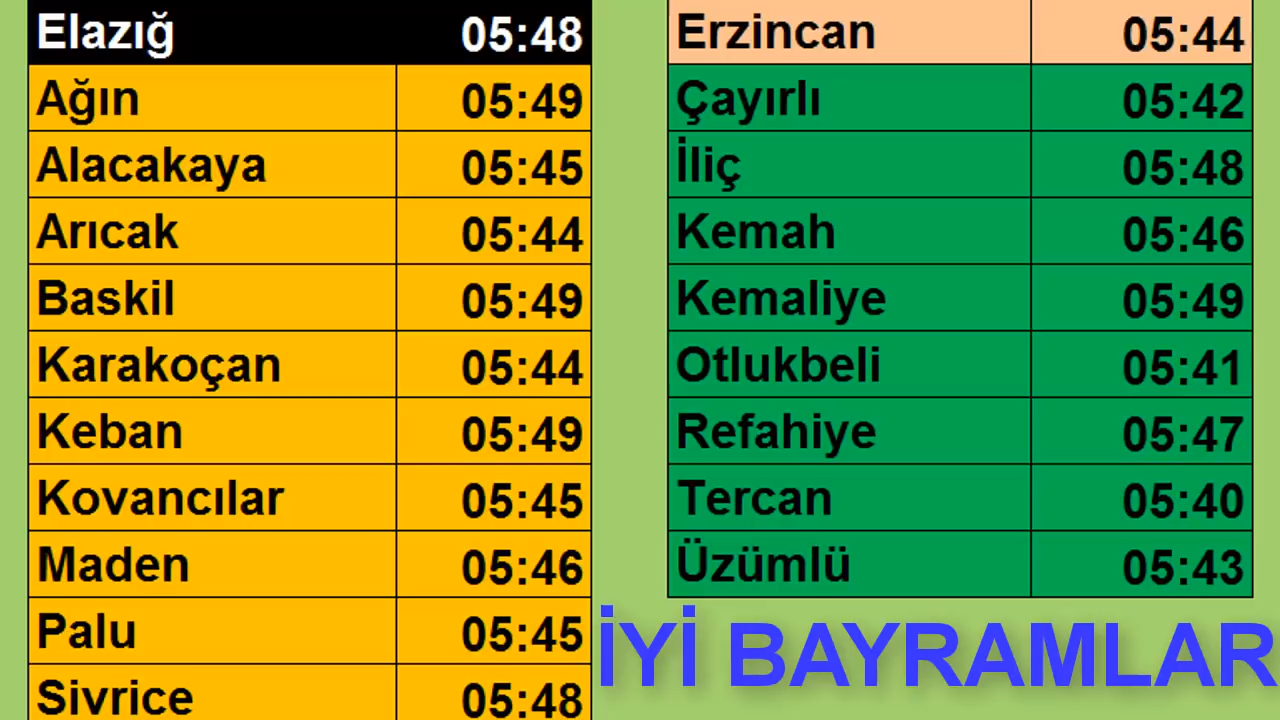 Elazığ 05:48
Ağın 05:49
Alacakaya 05:45
Arıcak 05:44
Baskil 05:49
Karakoçan 05:44
Keban 05:49
Kovancılar 05:45
Maden 05:46
Palu 05:45
Sivrice 05:48
Erzincan 05:44
Çayırlı 05:42
İliç 05:48
Kemah 05:46
Kemaliye 05:49
Otlukbeli 05:41
Refahiye 05:47
Tercan 05:40
Üzümlü 05:43
İYİ BAYRAMLAR